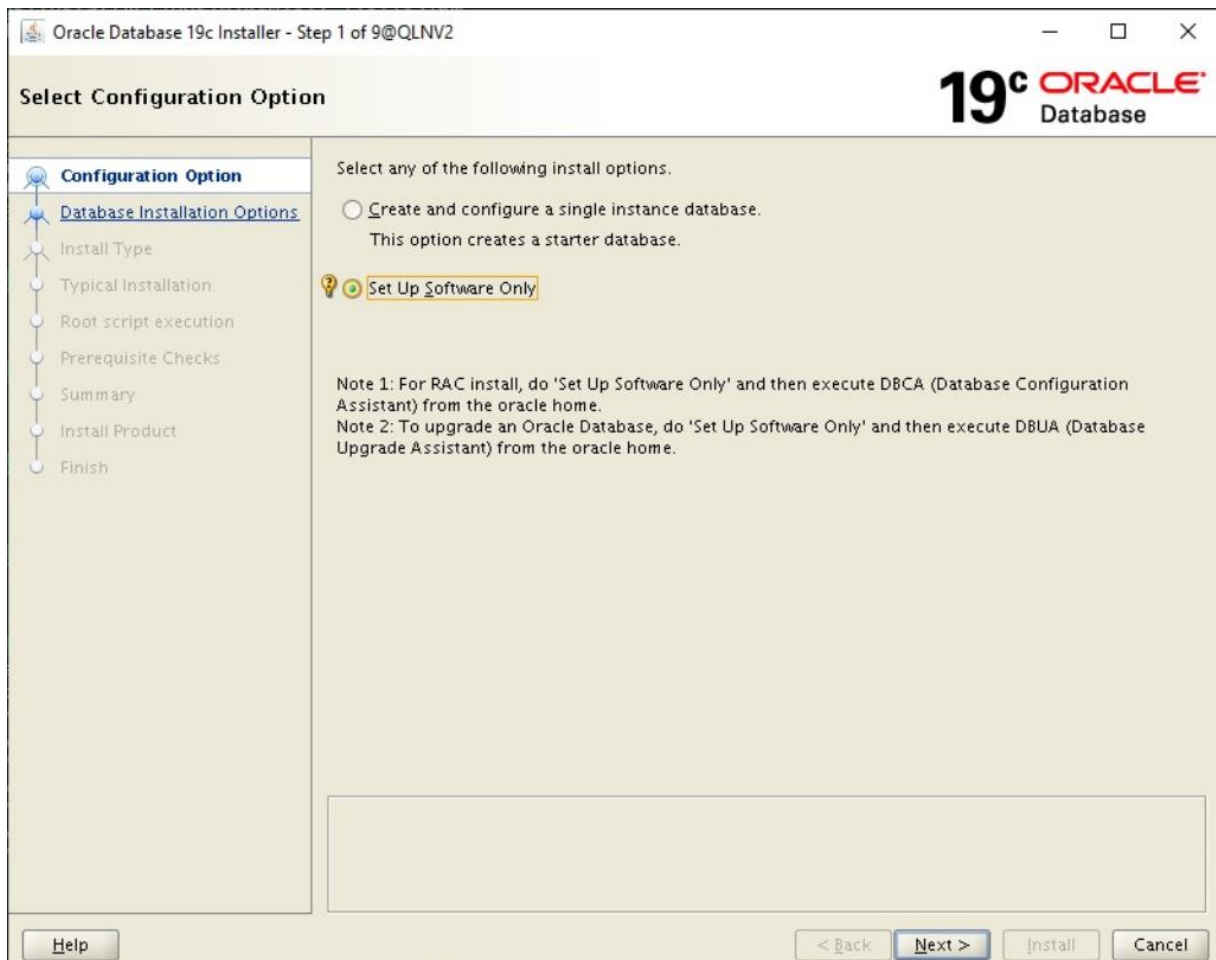 Oracle Database 19c Installer - Step 1 of 9@QLNV2
Select Configuration Option
19c ORACLE
Database
Configuration Option
Database Installation Options
Install Type
Typical Installation
Root script execution
Prerequisite Checks
Summary
Install Product
Finish
Select any of the following install options.
Create and configure a single instance database.
This option creates a starter database.
Set Up Software Only
Note 1: For RAC install, do 'Set Up Software Only' and then execute DBCA (Database Configuration
Assistant) from the oracle home.
Note 2: To upgrade an Oracle Database, do 'Set Up Software Only' and then execute DBUA (Database
Upgrade Assistant) from the oracle home.
Help
< Back
Next >
Install
Cancel